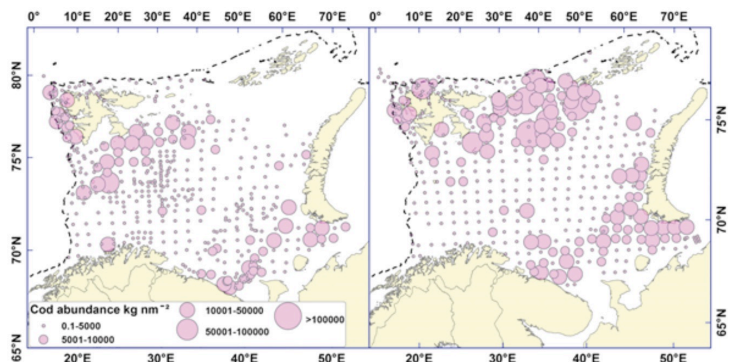 0° 10°E 20°E 30°E 40°E 50°E 60°E 70°E 0° 10°E 20°E 30°E 40°E 50°E 60°E 70°E
80°N
75°N
75°N
70°N
70°N
65°N
65°N
Cod abundance kg nm⁻²
0.1-5000
5001-10000
10001-50000
50001-100000
>100000
10°E 20°E 30°E 40°E 50°E 20°E 30°E 40°E 50°E